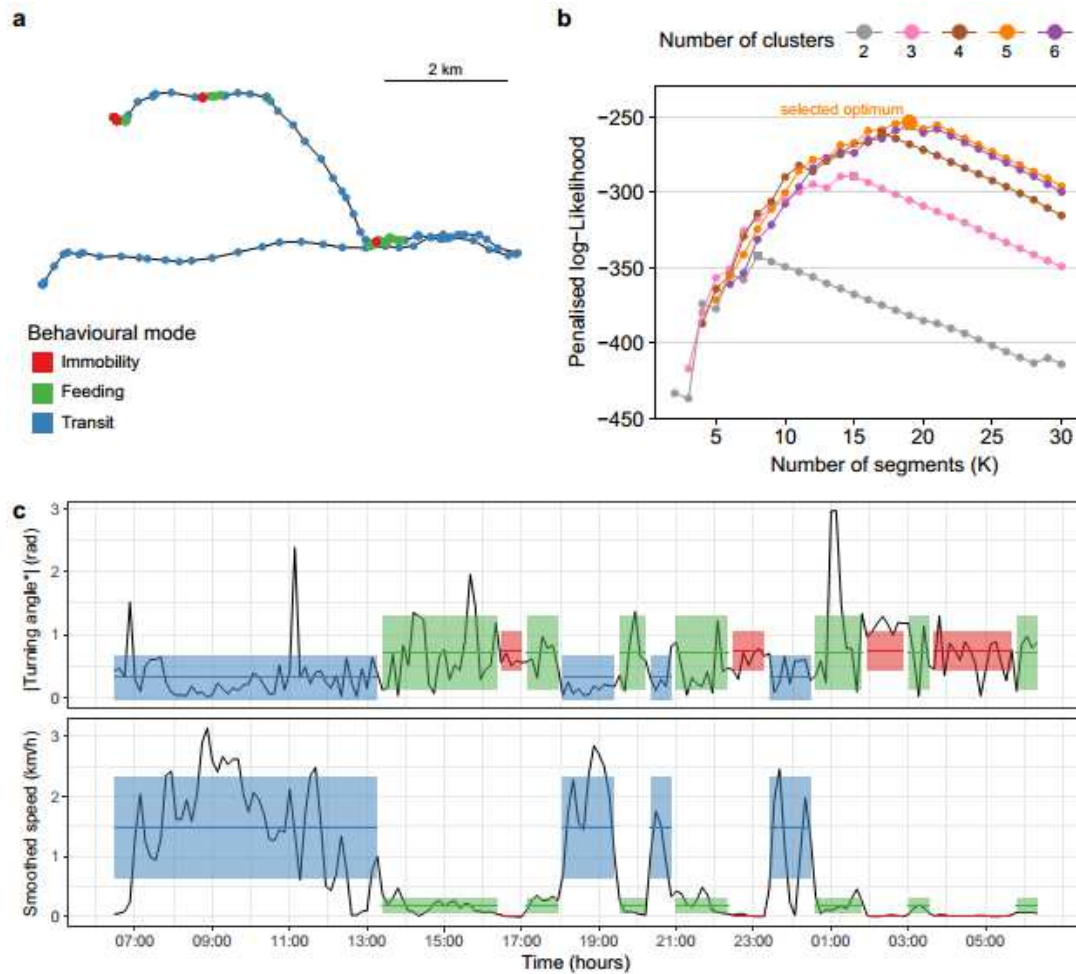 a
2 km
Behavioural mode
Immobility
Feeding
Transit
b
Number of clusters
2 3 4 5 6
selected optimum
Penalised log-Likelihood
−250
−300
−350
−400
−450
5 10 15 20 25 30
Number of segments (K)
c
|Turning angle*| (rad)
3
2
1
0
Smoothed speed (km/h)
3
2
1
0
07:00 09:00 11:00 13:00 15:00 17:00 19:00 21:00 23:00 01:00 03:00 05:00
Time (hours)